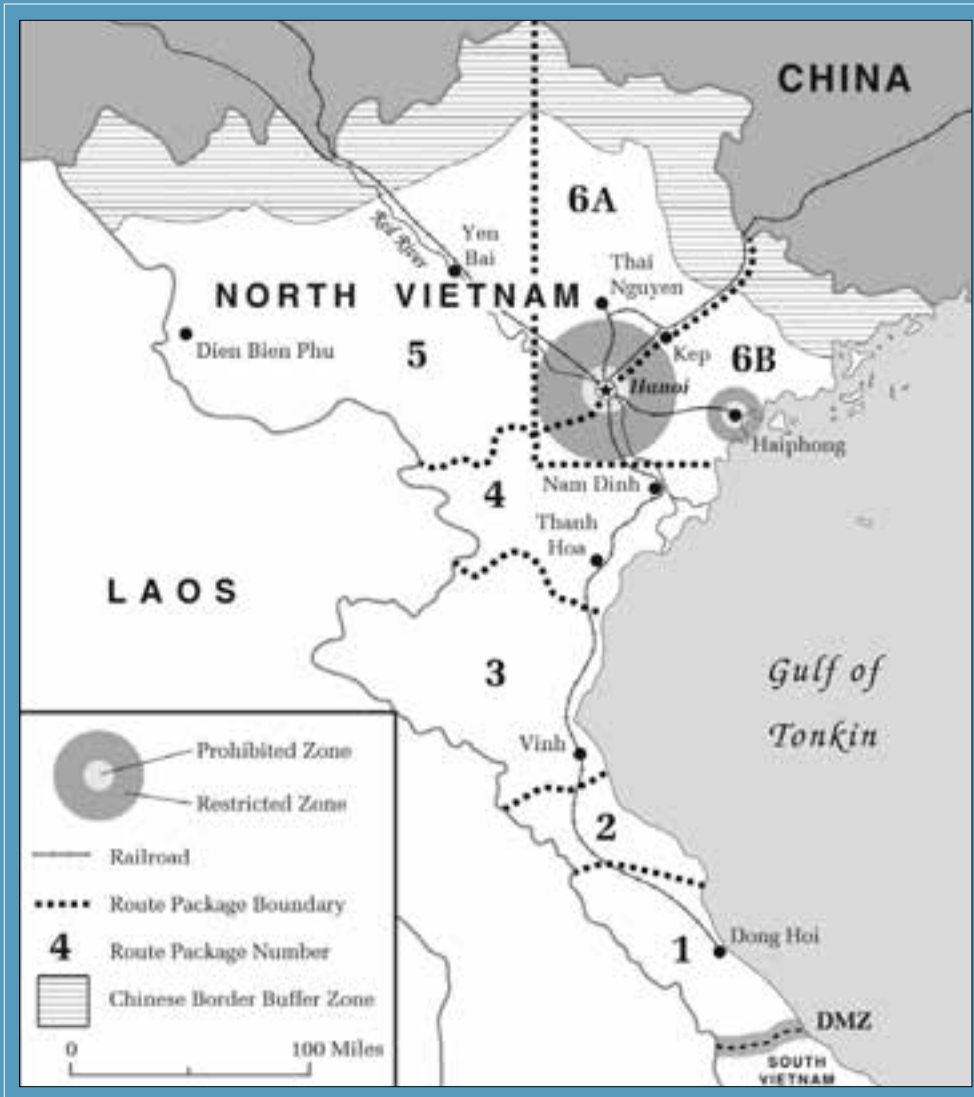 CHINA
6A
Red River
Yen
Bai
Thai
Nguyen
NORTH VIETNAM
Dien Bien Phu
5
Kep
6B
Hanoi
Haiphong
4
Nam Dinh
Thanh
Hoa
LAOS
3
Gulf of
Tonkin
Vinh
2
1
Dong Hoi
DMZ
SOUTH
VIETNAM
Prohibited Zone
Restricted Zone
Railroad
Route Package Boundary
4 Route Package Number
Chinese Border Buffer Zone
0 100 Miles